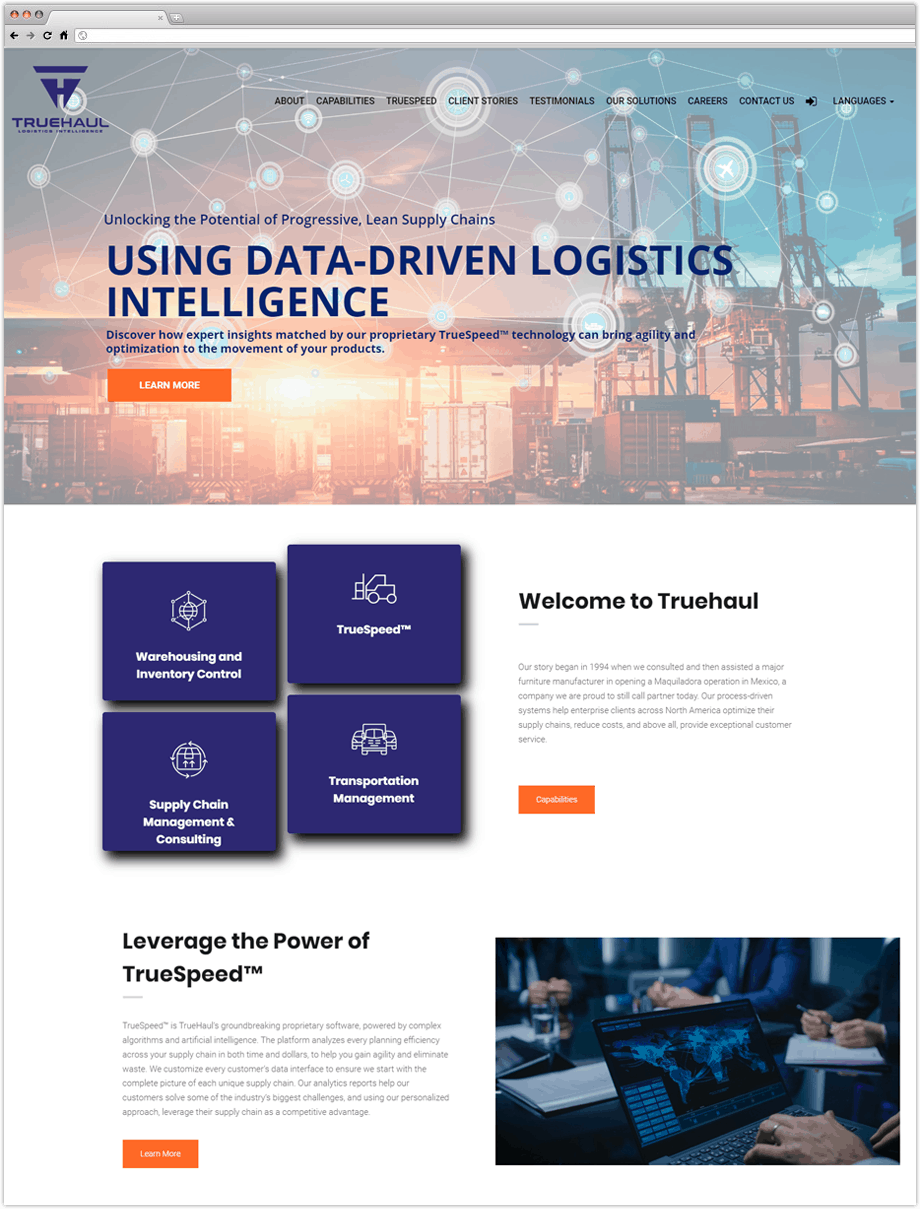 TRUEHAUL
LOGISTICS INTELLIGENCE
ABOUT CAPABILITIES TRUESPEED CLIENT STORIES TESTIMONIALS OUR SOLUTIONS CAREERS CONTACT US LANGUAGES
Unlocking the Potential of Progressive, Lean Supply Chains
USING DATA-DRIVEN LOGISTICS
INTELLIGENCE
Discover how expert insights matched by our proprietary TrueSpeed™ technology can bring agility and
optimization to the movement of your products.
LEARN MORE
Warehousing and
Inventory Control
TrueSpeed™
Supply Chain
Management &
Consulting
Transportation
Management
Welcome to Truehaul
Our story began in 1994 when we consulted and then assisted a major
furniture manufacturer in opening a Maquiladora operation in Mexico, a
company we are proud to still call partner today. Our process-driven
systems help enterprise clients across North America optimize their
supply chains, reduce costs, and above all, provide exceptional customer
service.
Capabilities
Leverage the Power of
TrueSpeed™
TrueSpeed™ is TrueHaul's groundbreaking proprietary software, powered by complex
algorithms and artificial intelligence. The platform analyzes every planning efficiency
across your supply chain in both time and dollars, to help you gain agility and eliminate
waste. We customize every customer's data interface to ensure we start with the
complete picture of each unique supply chain. Our analytics reports help our
customers solve some of the industry's biggest challenges, and using our personalized
approach, leverage their supply chain as a competitive advantage.
Learn More